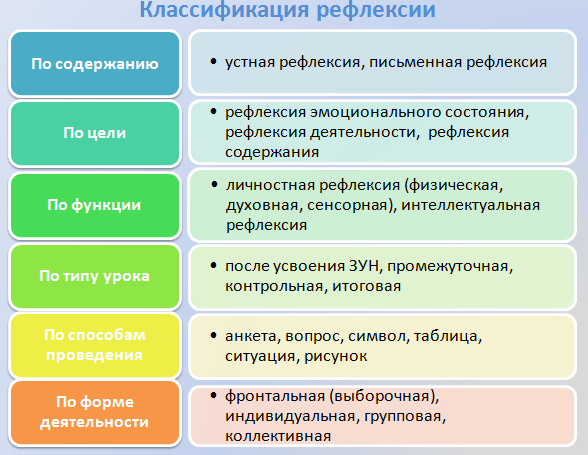 Классификация рефлексии
По содержанию
• устная рефлексия, письменная рефлексия
По цели
• рефлексия эмоционального состояния,
рефлексия деятельности, рефлексия
содержания
По функции
• личностная рефлексия (физическая,
духовная, сенсорная), интеллектуальная
рефлексия
По типу урока
• после усвоения ЗУН, промежуточная,
контрольная, итоговая
По способам
проведения
• анкета, вопрос, символ, таблица,
ситуация, рисунок
По форме
деятельности
• фронтальная (выборочная),
индивидуальная, групповая,
коллективная